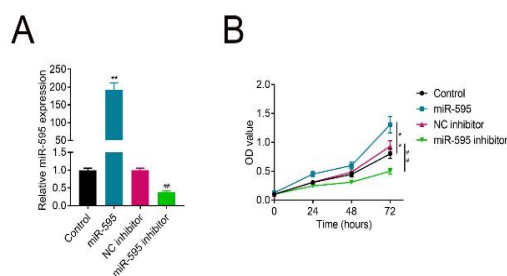 A
Relative miR-595 expression
250
200
150
100
50
1.0
0.5
0.0
**
##
Control
miR-595
NC inhibitor
miR-595 inhibitor
B
OD value
2.0
1.5
1.0
0.5
0.0
0
24
48
72
Time (hours)
Control
miR-595
NC inhibitor
miR-595 inhibitor
**
##